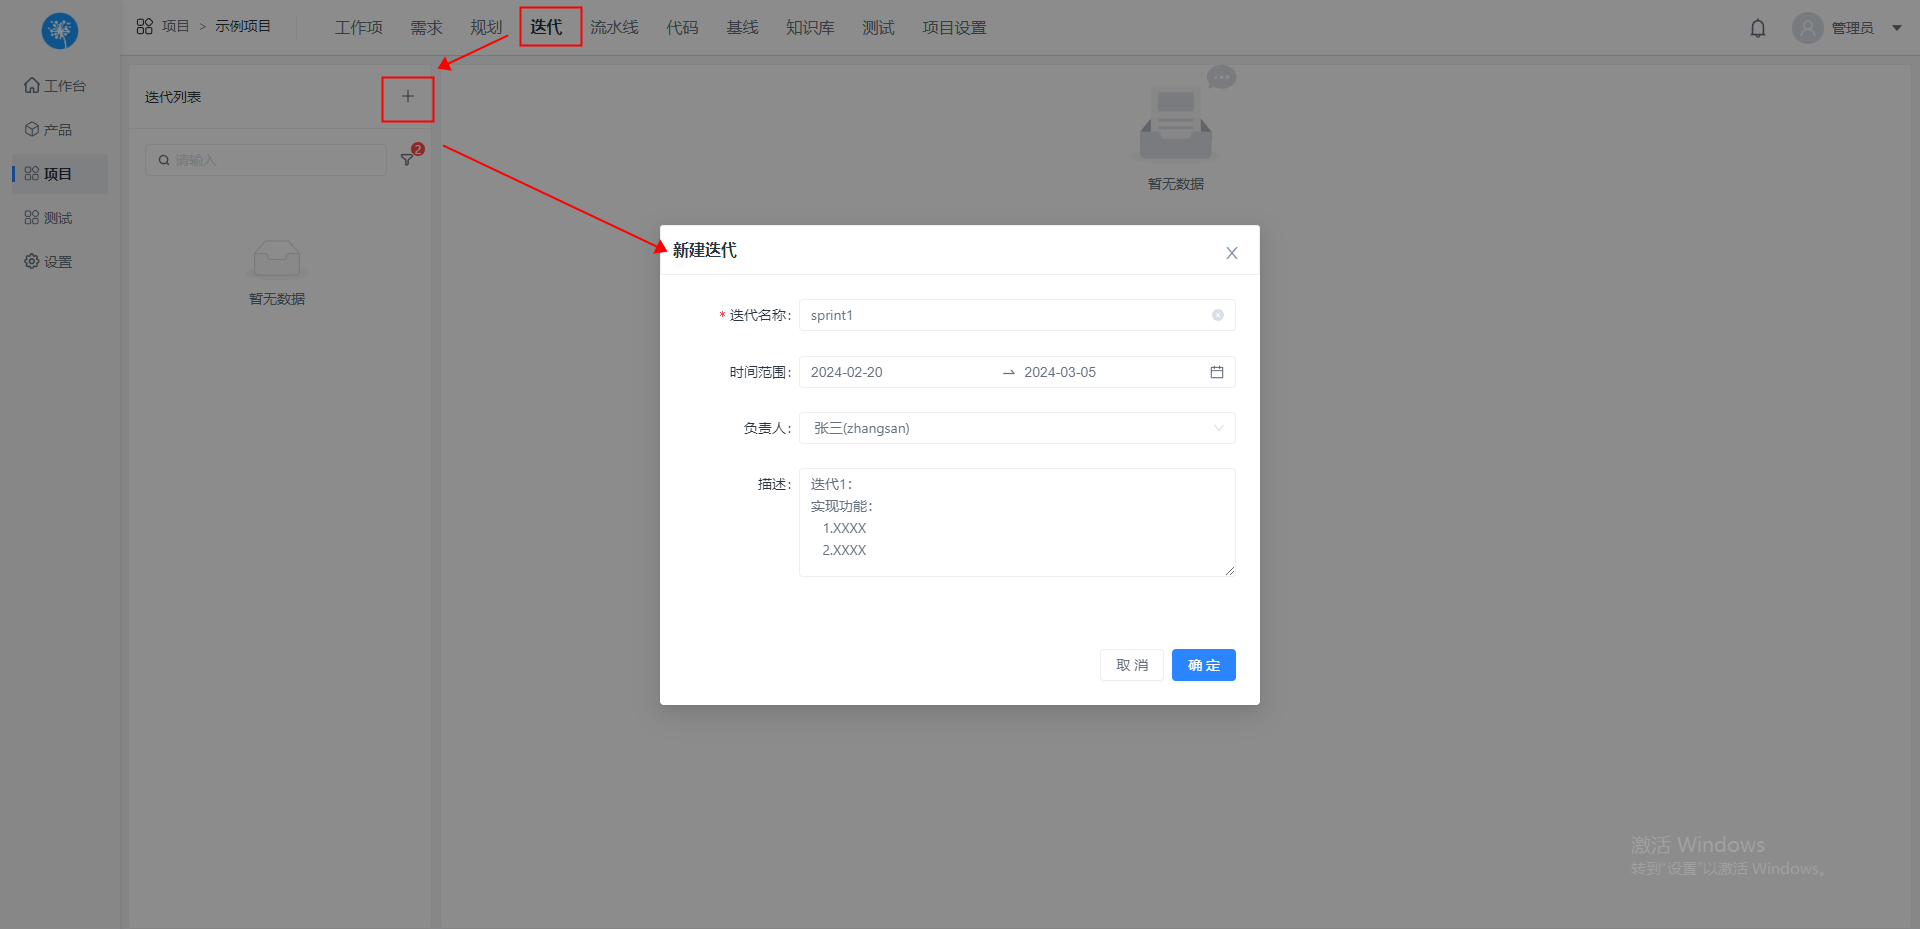 项目 > 示例项目
工作项 需求 规划 迭代 流水线 代码 基线 知识库 测试 项目设置
管理员
工作台
产品
项目
测试
设置
迭代列表
请输入
2
暂无数据
暂无数据
新建迭代
* 迭代名称: sprint1
时间范围: 2024-02-20 → 2024-03-05
负责人: 张三(zhangsan)
描述: 迭代1:
实现功能:
1.XXXX
2.XXXX
取 消 确 定
激活 Windows
转到"设置"以激活 Windows。